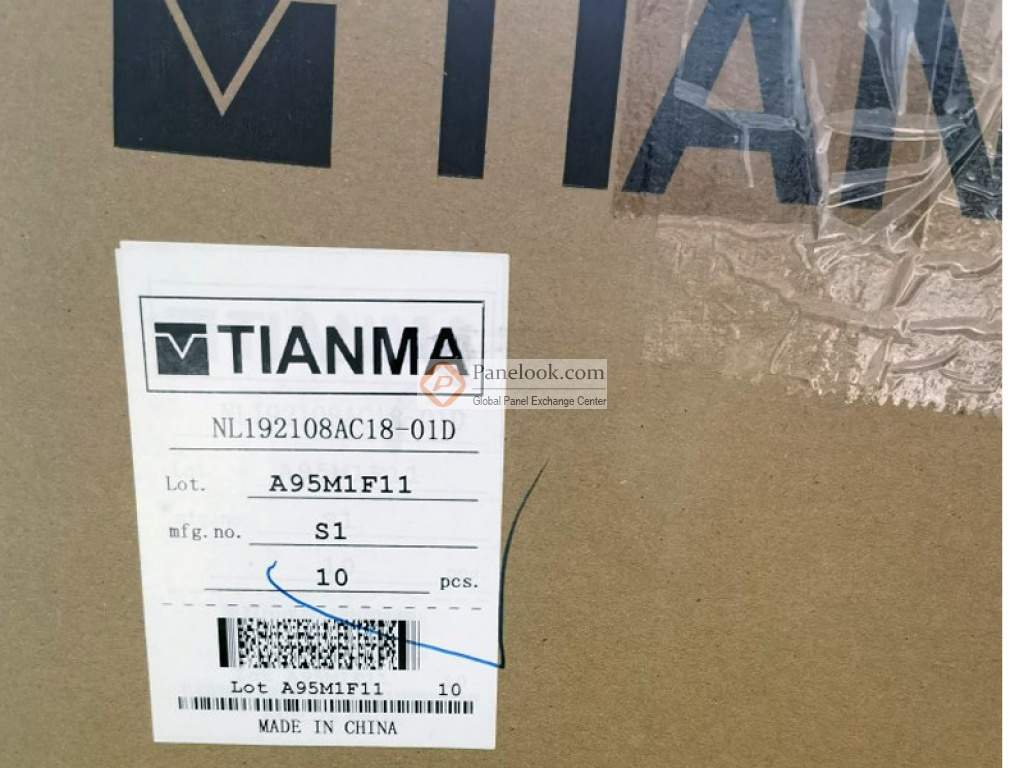 TIAN
TIANMA
Panelook.com
Global Panel Exchange Center
NL192108AC18-01D
Lot. A95M1F11
mfg.no. S1
10 pcs.
Lot A95M1F11 10
MADE IN CHINA